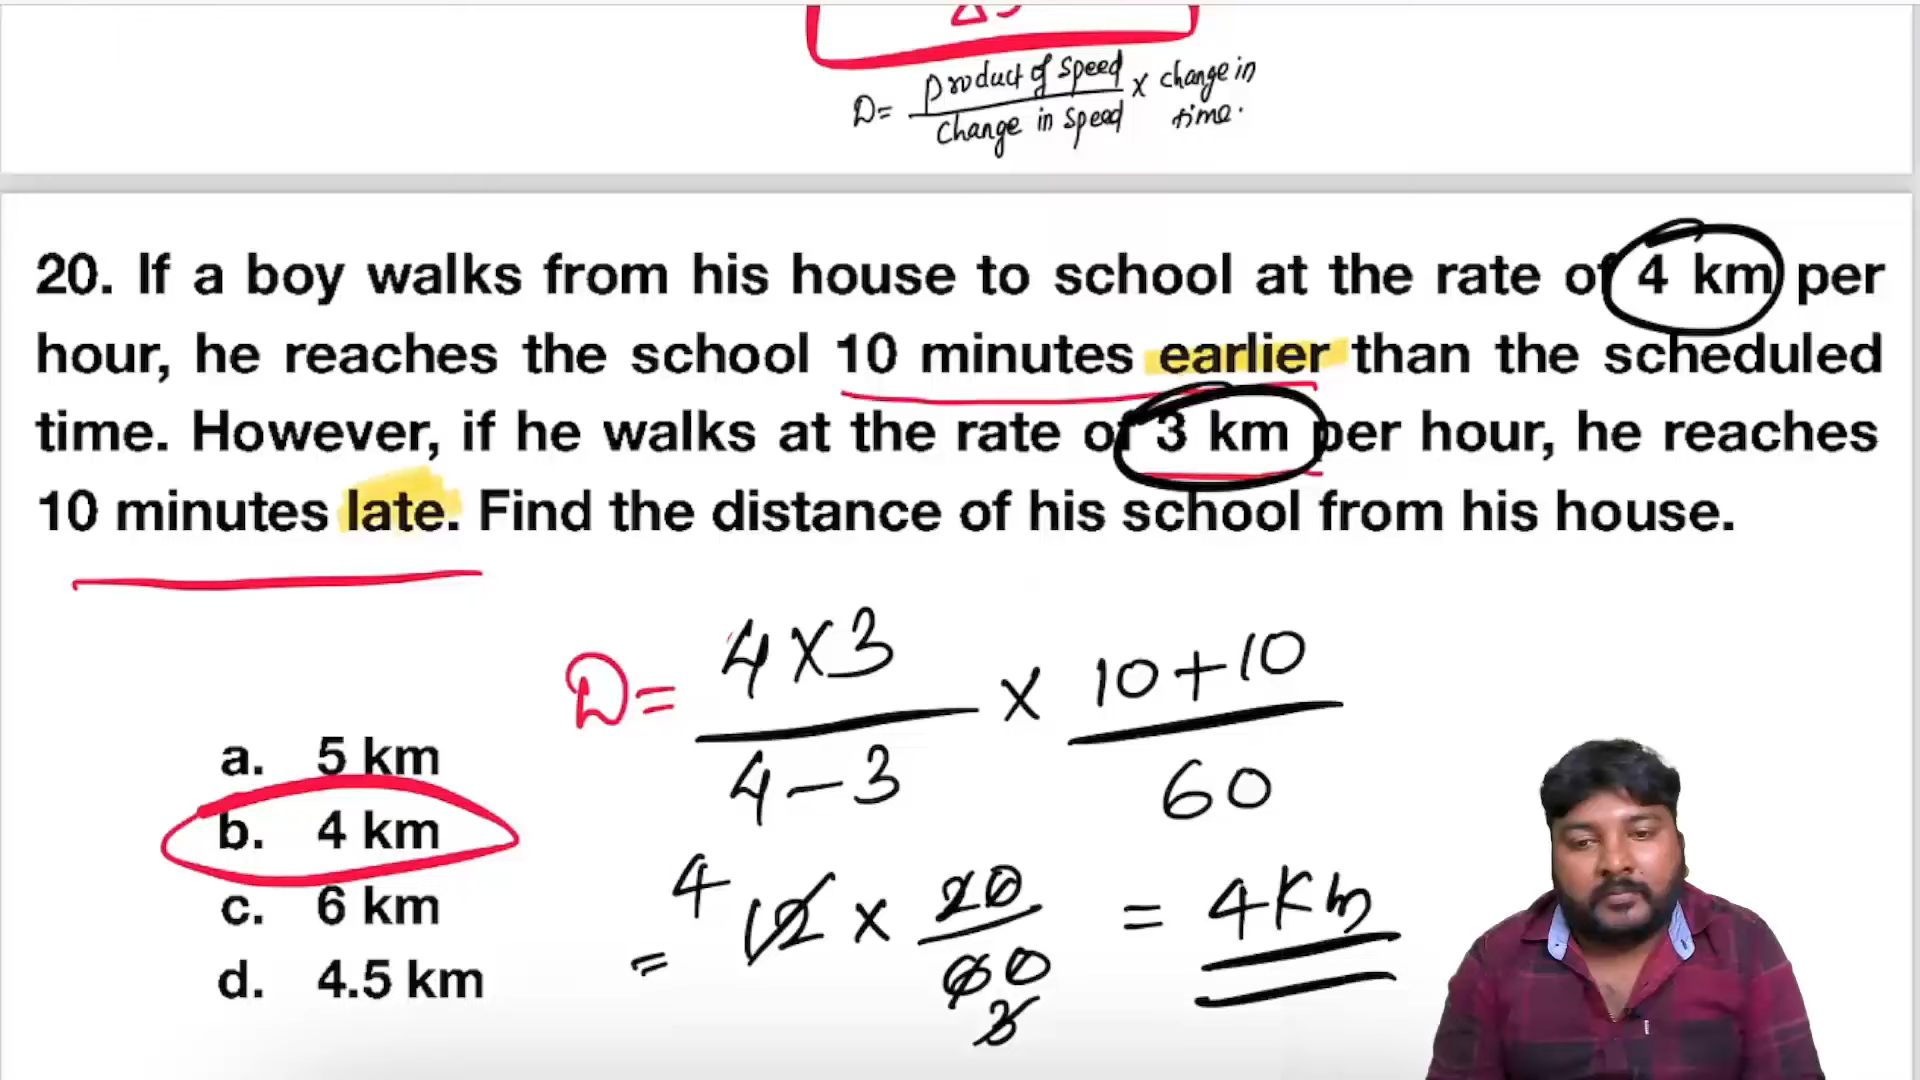 D= Product of Speed / Change in Speed × change in time.
20. If a boy walks from his house to school at the rate of 4 km per
hour, he reaches the school 10 minutes earlier than the scheduled
time. However, if he walks at the rate of 3 km per hour, he reaches
10 minutes late. Find the distance of his school from his house.
D= 4×3 / 4-3 × 10+10 / 60
a. 5 km
b. 4 km
c. 6 km
d. 4.5 km
= 4 12 × 20 / 60 3 = 4Km